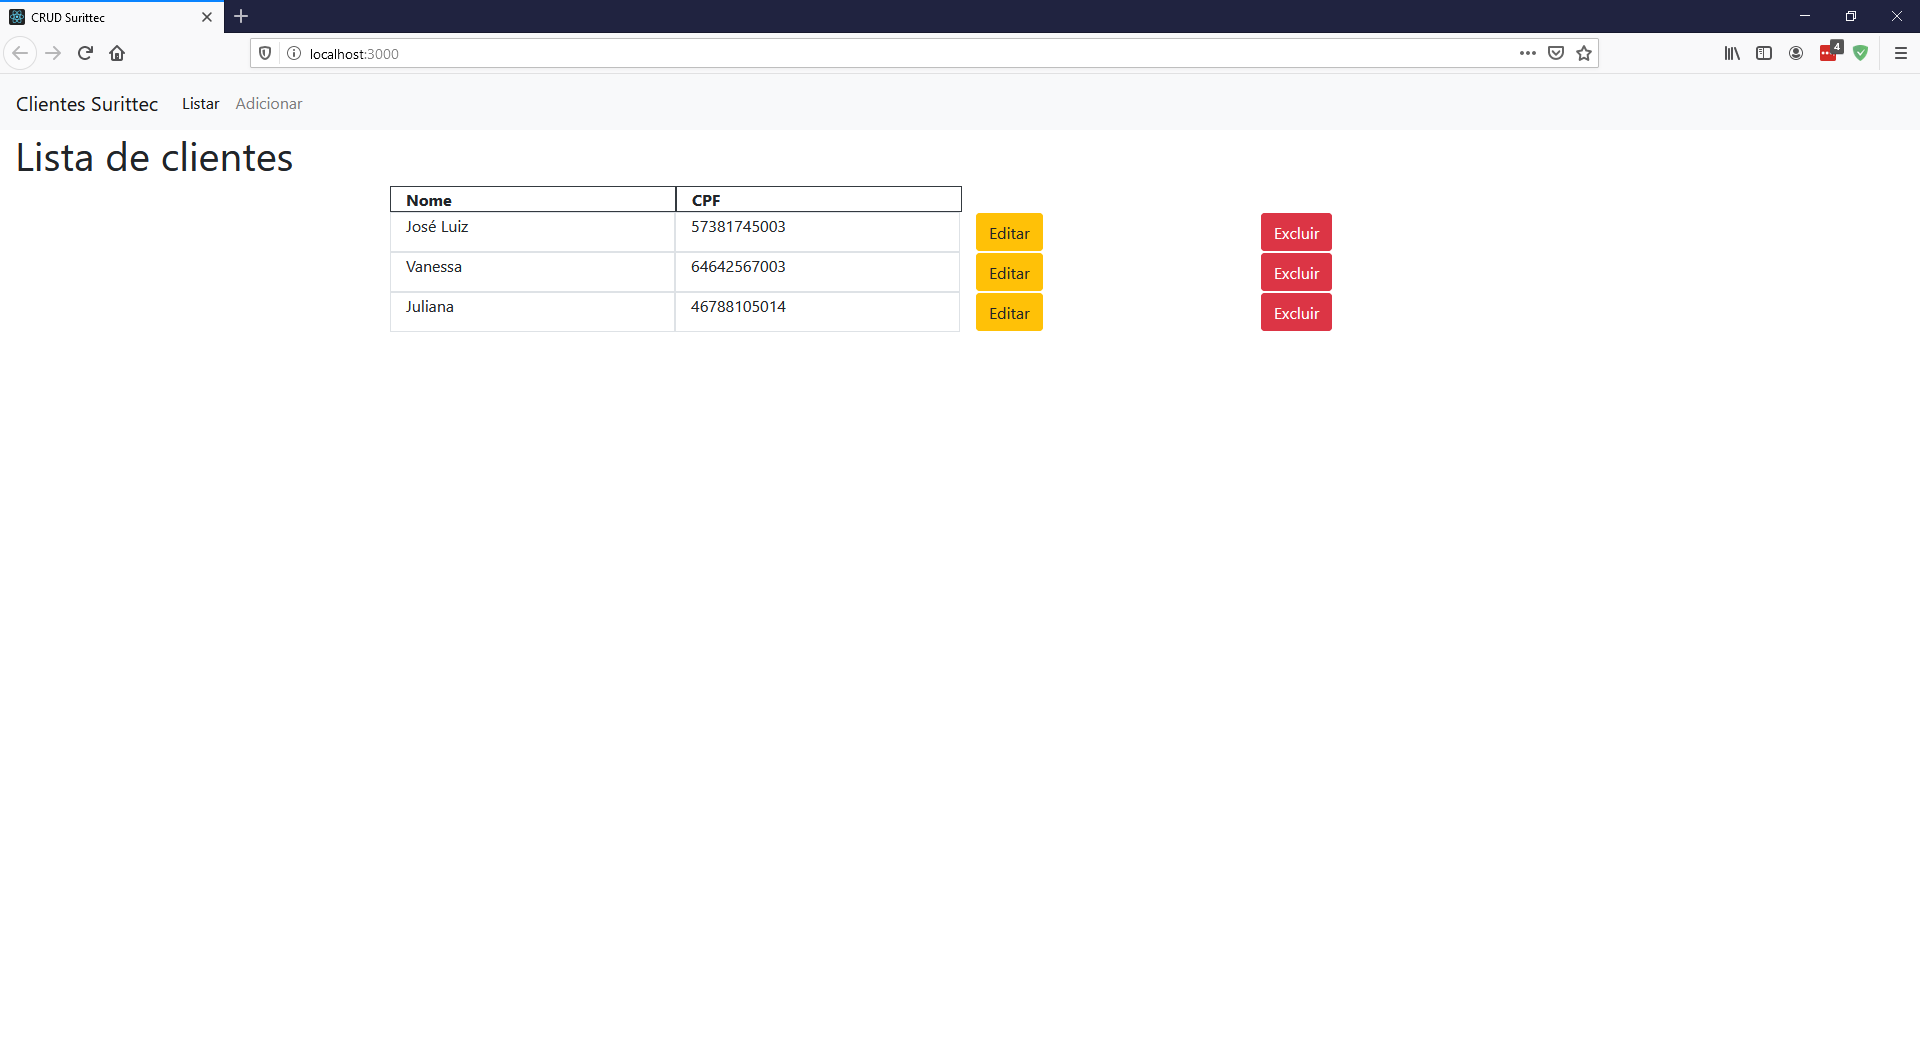 CRUD Surittec
localhost:3000
4
Clientes Surittec Listar Adicionar
Lista de clientes
Nome CPF
José Luiz 57381745003 Editar Excluir
Vanessa 64642567003 Editar Excluir
Juliana 46788105014 Editar Excluir